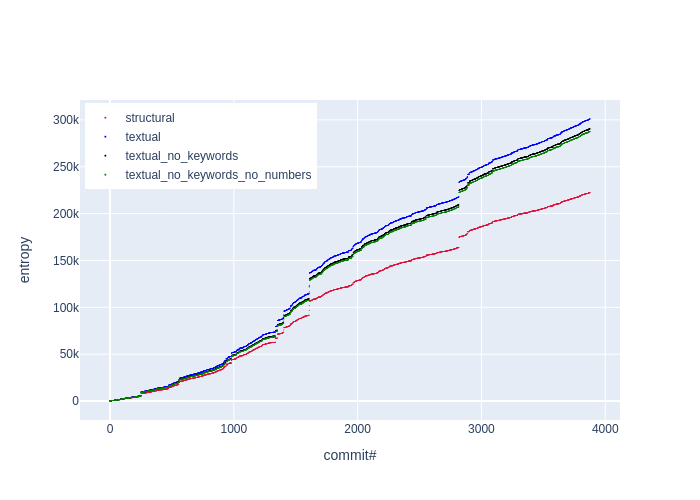 structural
textual
textual_no_keywords
textual_no_keywords_no_numbers
300k
250k
200k
150k
100k
50k
0
entropy
0 1000 2000 3000 4000
commit#